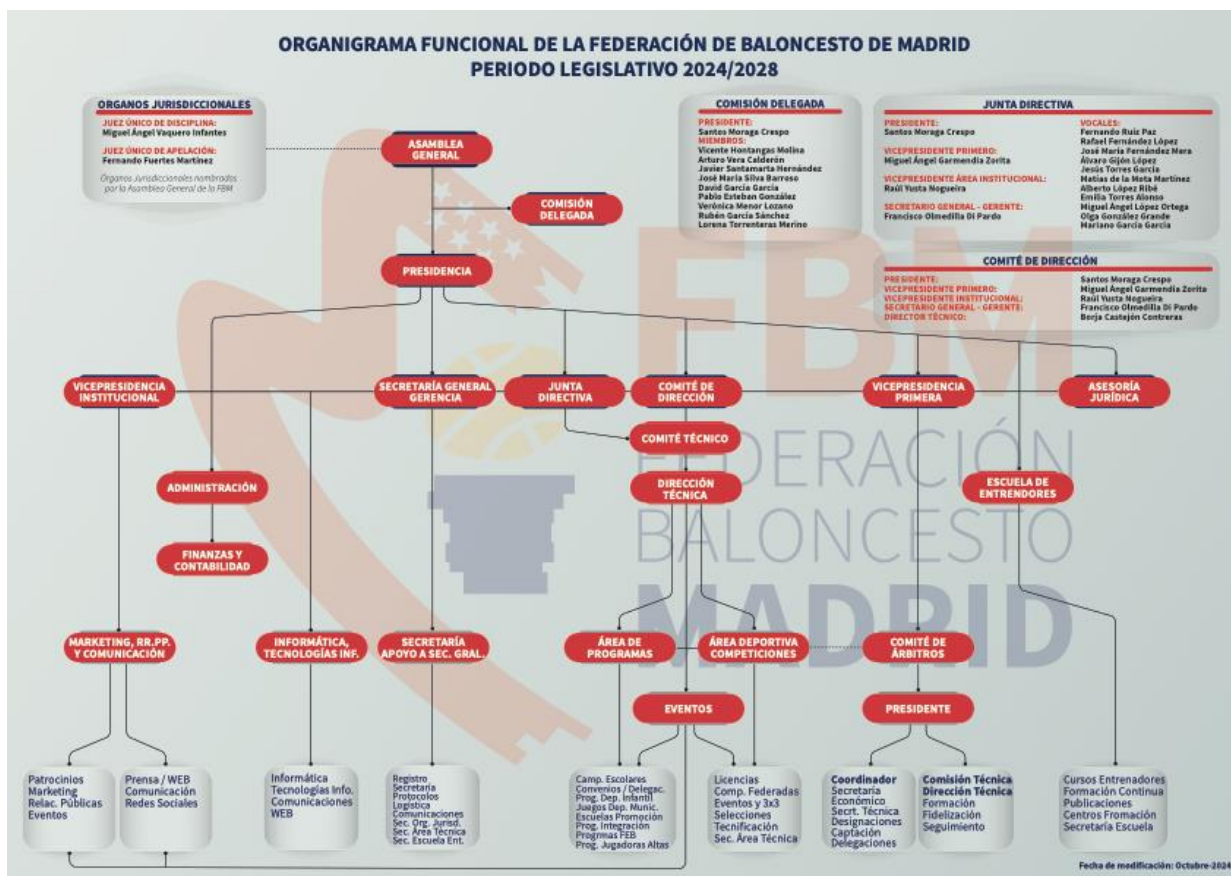 ORGANIGRAMA FUNCIONAL DE LA FEDERACIÓN DE BALONCESTO DE MADRID
PERIODO LEGISLATIVO 2024/2028
ORGANOS JURISDICCIONALES
JUEZ ÚNICO DE DISCIPLINA:
Miguel Ángel Vaquero Infantes
JUEZ ÚNICO DE APELACIÓN:
Fernando Fuertes Martínez
Órganos Jurisdiccionales nombrados
por la Asamblea General de la FBM
COMISIÓN DELEGADA
PRESIDENTE:
Santos Moraga Crespo
MIEMBROS:
Vicente Hontangas Molina
Arturo Vera Calderón
Javier Santamarta Hernández
José María Silva Barroso
David García García
Pablo Esteban González
Verónica Menor Lozano
Rubén García Sánchez
Lorena Torrenteras Merino
JUNTA DIRECTIVA
PRESIDENTE:
Santos Moraga Crespo
VICEPRESIDENTE PRIMERO:
Miguel Ángel Garmendia Zorita
VICEPRESIDENTE ÁREA INSTITUCIONAL:
Raúl Yusta Nogueira
SECRETARIO GENERAL - GERENTE:
Francisco Olmedilla Di Pardo
VOCALES:
Fernando Ruiz Paz
Rafael Fernández López
José María Fernández Mera
Álvaro Gijón López
Jesús Torres García
Matías de la Mota Martínez
Alberto López Ribé
Emilia Torres Alonso
Miguel Ángel López Ortega
Olga González Grande
Mariano García García
COMITÉ DE DIRECCIÓN
PRESIDENTE: Santos Moraga Crespo
VICEPRESIDENTE PRIMERO: Miguel Ángel Garmendia Zorita
VICEPRESIDENTE INSTITUCIONAL: Raúl Yusta Nogueira
SECRETARIO GENERAL - GERENTE: Francisco Olmedilla Di Pardo
DIRECTOR TÉCNICO: Borja Castejón Contreras
ASAMBLEA
GENERAL
COMISIÓN
DELEGADA
PRESIDENCIA
VICEPRESIDENCIA
INSTITUCIONAL
SECRETARÍA GENERAL
GERENCIA
JUNTA
DIRECTIVA
COMITÉ DE
DIRECCIÓN
VICEPRESIDENCIA
PRIMERA
ASESORÍA
JURÍDICA
COMITÉ TÉCNICO
ADMINISTRACIÓN
DIRECCIÓN
TÉCNICA
ESCUELA DE
ENTRENDORES
FINANZAS Y
CONTABILIDAD
FBM
FEDERACIÓN
BALONCESTO
MADRID
MARKETING, RR.PP.
Y COMUNICACIÓN
INFORMÁTICA,
TECNOLOGÍAS INF.
SECRETARÍA
APOYO A SEC. GRAL.
ÁREA DE
PROGRAMAS
ÁREA DEPORTIVA
COMPETICIONES
COMITÉ DE
ÁRBITROS
EVENTOS
PRESIDENTE
Patrocinios
Marketing
Relac. Públicas
Eventos
Prensa / WEB
Comunicación
Redes Sociales
Informática
Tecnologías Info.
Comunicaciones
WEB
Registro
Secretaría
Protocolos
Logística
Comunicaciones
Sec. Org. Jurisd.
Sec. Área Técnica
Sec. Escuela Ent.
Camp. Escolares
Convenios / Delegac.
Prog. Dep. Infantil
Juegos Dep. Munic.
Escuelas Promoción
Prog. Integración
Progrmas FEB
Prog. Jugadoras Altas
Licencias
Comp. Federadas
Eventos y 3x3
Selecciones
Tecnificación
Sec. Área Técnica
Coordinador
Secretaría
Económico
Secrt. Técnica
Designaciones
Captación
Delegaciones
Comisión Técnica
Dirección Técnica
Formación
Fidelización
Seguimiento
Cursos Entrenadores
Formación Continua
Publicaciones
Centros Fromación
Secretaría Escuela
Fecha de modificación: Octubre-2024